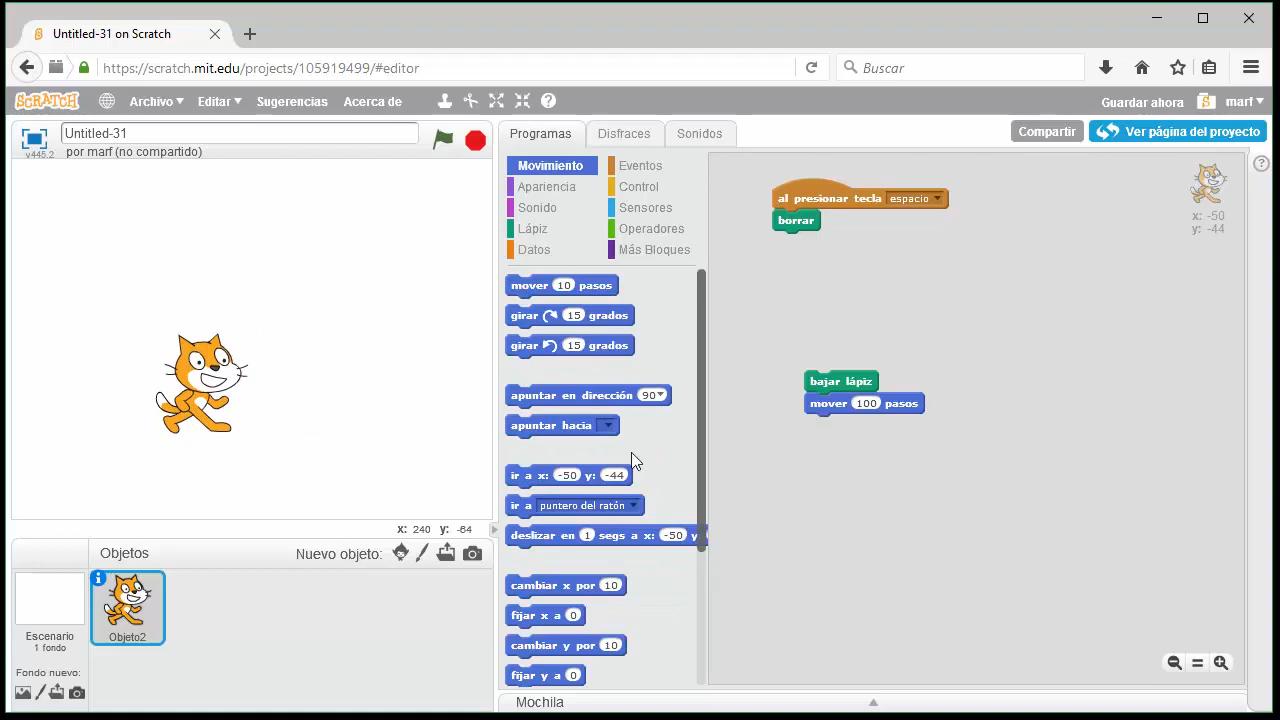 Untitled-31 on Scratch
https://scratch.mit.edu/projects/105919499/#editor
Buscar
SCRATCH
Archivo
Editar
Sugerencias
Acerca de
Guardar ahora
marf
Untitled-31
por marf (no compartido)
v445.2
Programas
Disfraces
Sonidos
Compartir
Ver página del proyecto
Movimiento
Eventos
Apariencia
Control
Sonido
Sensores
Lápiz
Operadores
Datos
Más Bloques
mover 10 pasos
girar 15 grados
girar 15 grados
apuntar en dirección 90
apuntar hacia
ir a x: -50 y: -44
ir a puntero del ratón
deslizar en 1 segs a x: -50 y
cambiar x por 10
fijar x a 0
cambiar y por 10
fijar y a 0
al presionar tecla espacio
borrar
bajar lápiz
mover 100 pasos
x: -50
y: -44
x: 240 y: -64
Objetos
Nuevo objeto:
Objeto2
Escenario
1 fondo
Fondo nuevo:
Mochila